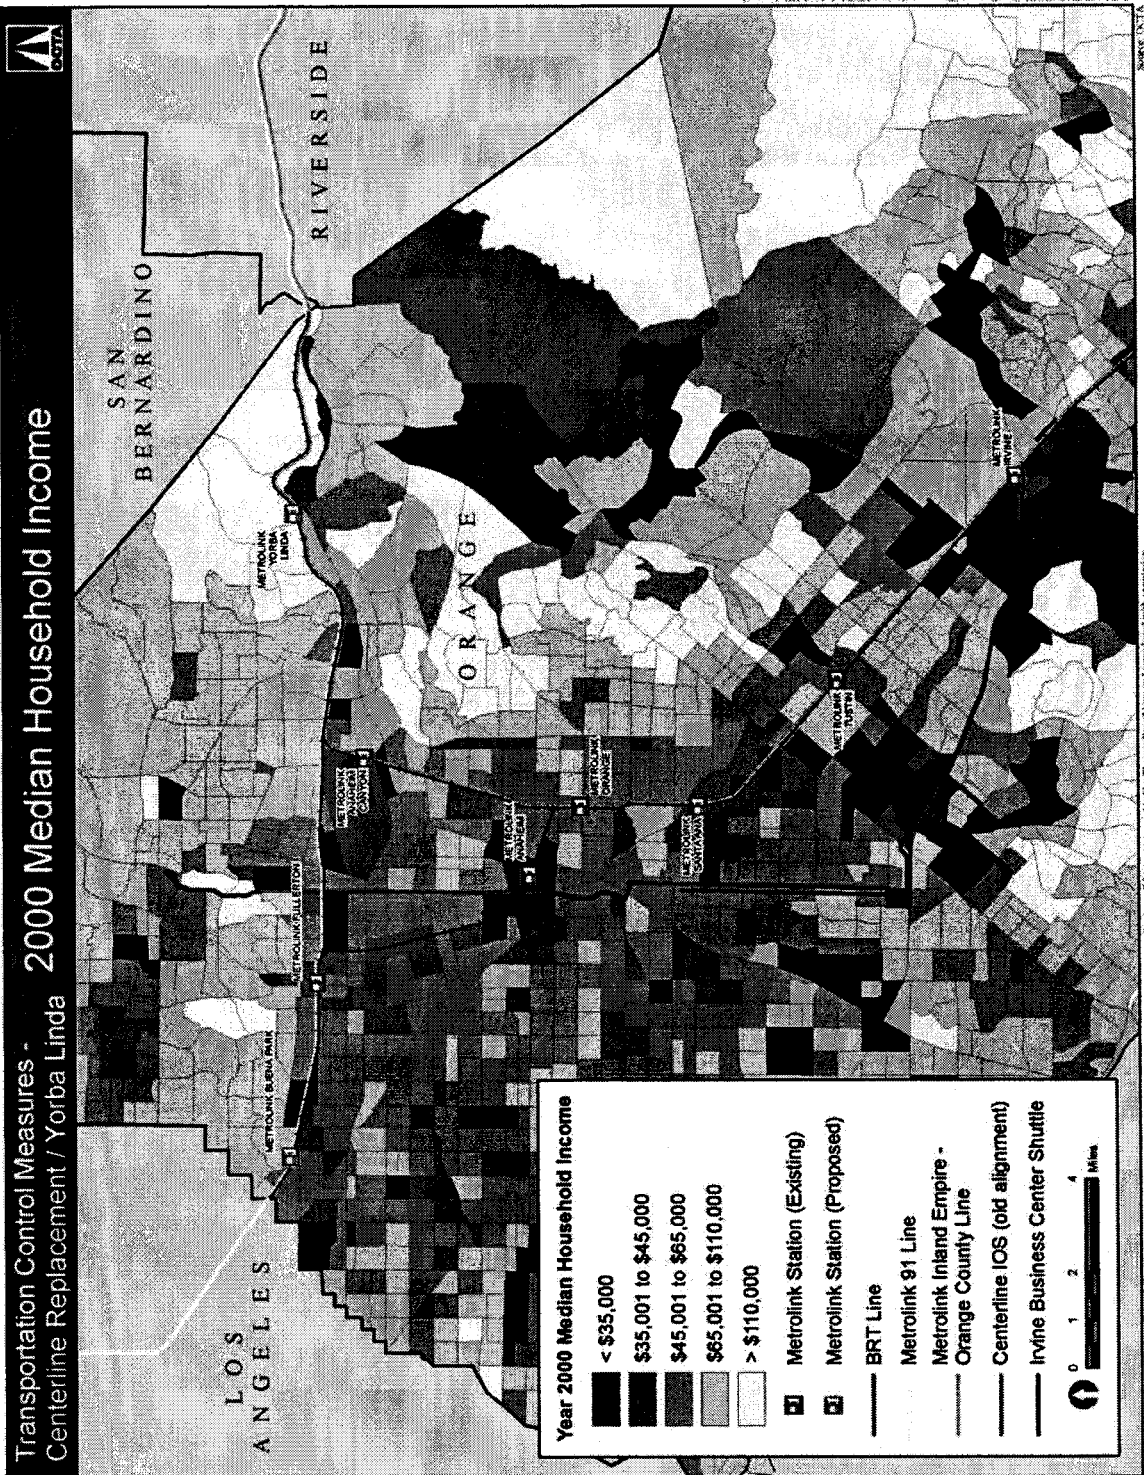 Transportation Control Measures -
Centerline Replacement / Yorba Linda
2000 Median Household Income
OCTA
SAN
BERNARDINO
RIVERSIDE
LOS
ANGELES
ORANGE
METROLINK
YORBA
LINDA
METROLINK
ANAHEIM
CANYON
METROLINK FULLERTON
METROLINK BUENA PARK
METROLINK
ANAHEIM
METROLINK
ORANGE
METROLINK
SANTA ANA
METROLINK
TUSTIN
METROLINK
IRVINE
Year 2000 Median Household Income
< $35,000
$35,001 to $45,000
$45,001 to $65,000
$65,001 to $110,000
> $110,000
Metrolink Station (Existing)
Metrolink Station (Proposed)
BRT Line
Metrolink 91 Line
Metrolink Inland Empire -
Orange County Line
Centerline IOS (old alignment)
Irvine Business Center Shuttle
0 1 2 4
Miles
Source: OCTA